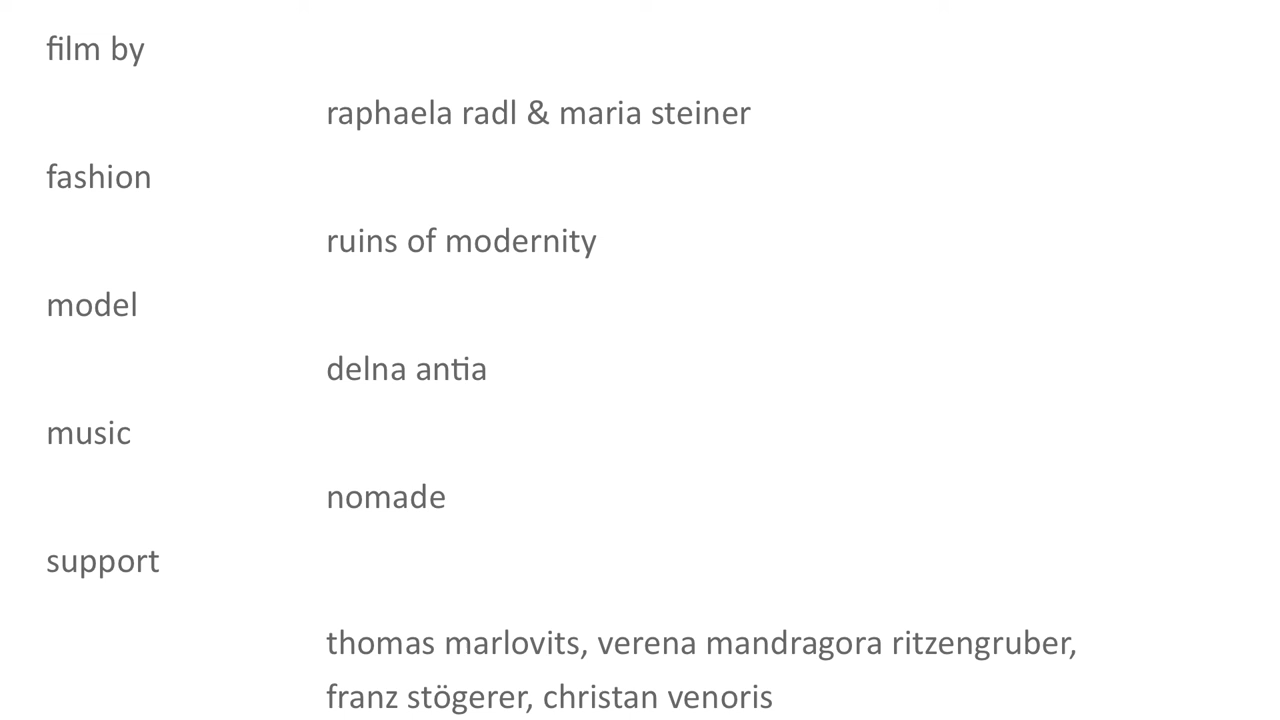 film by
raphaela radl & maria steiner
fashion
ruins of modernity
model
delna antia
music
nomade
support
thomas marlovits, verena mandragora ritzengruber,
franz stögerer, christan venoris